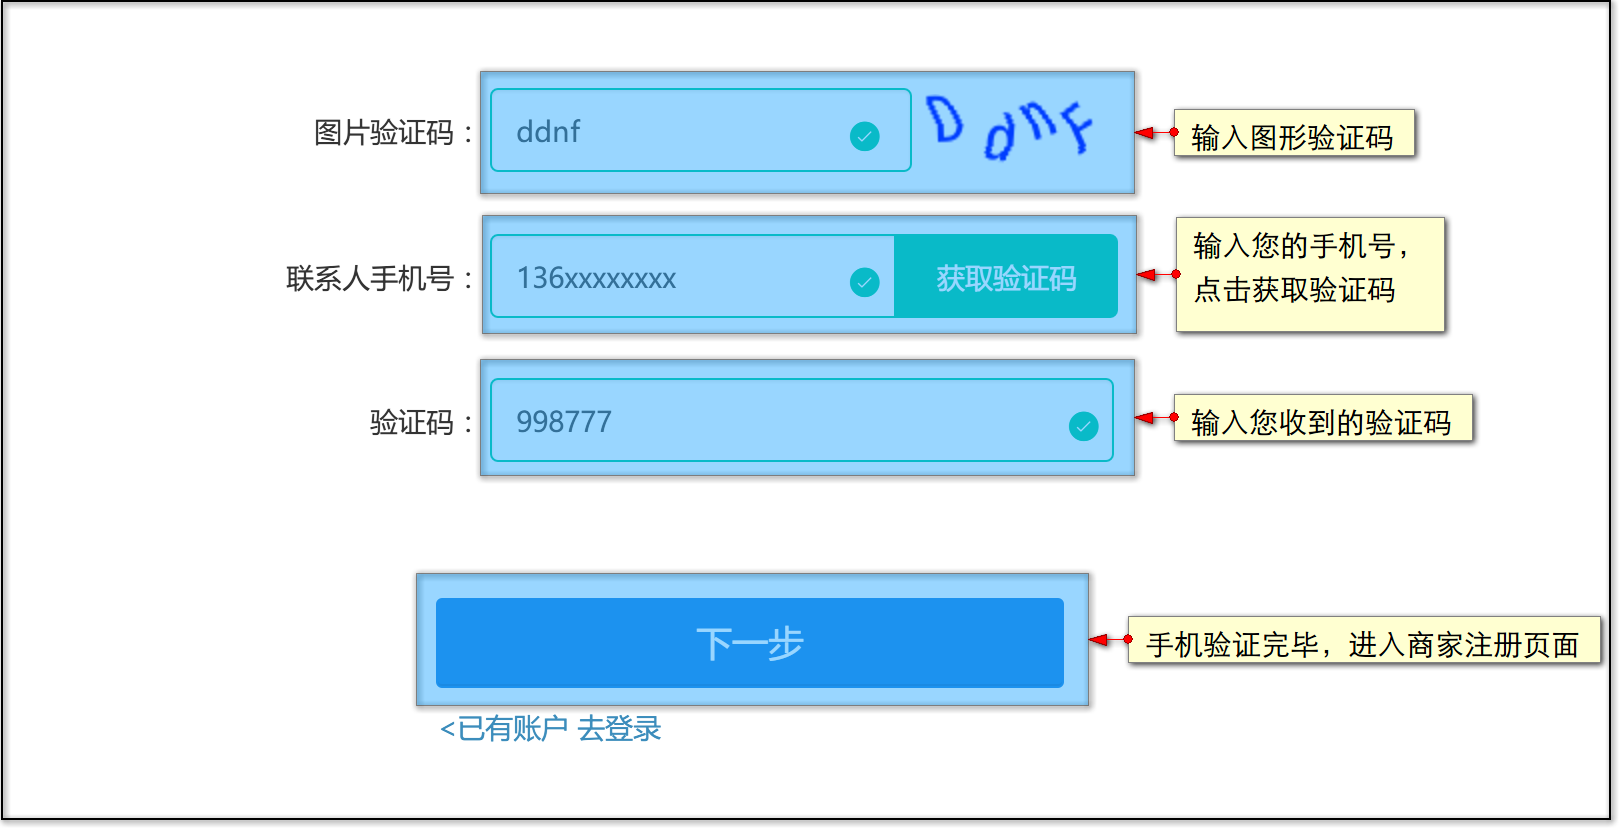 图片验证码：
ddnf
DdnF
输入图形验证码
联系人手机号：
136xxxxxxxxx
获取验证码
输入您的手机号，
点击获取验证码
验证码：
998777
输入您收到的验证码
下一步
手机验证完毕，进入商家注册页面
<已有账户 去登录